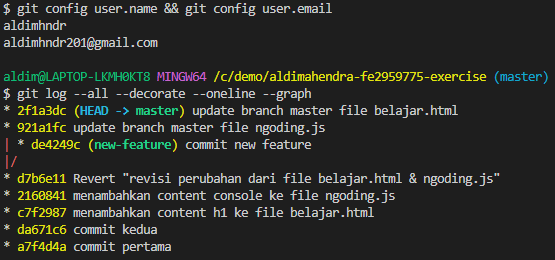 $ git config user.name && git config user.email
aldimhndr
aldimhndr201@gmail.com
aldim@LAPTOP-LKMH0KT8 MINGW64 /c/demo/aldimahendra-fe2959775-exercise (master)
$ git log --all --decorate --oneline --graph
* 2f1a3dc (HEAD -> master) update branch master file belajar.html
* 921a1fc update branch master file ngoding.js
| * de4249c (new-feature) commit new feature
|/
* d7b6e11 Revert "revisi perubahan dari file belajar.html & ngoding.js"
* 2160841 menambahkan content console ke file ngoding.js
* c7f2987 menambahkan content h1 ke file belajar.html
* da671c6 commit kedua
* a7f4d4a commit pertama